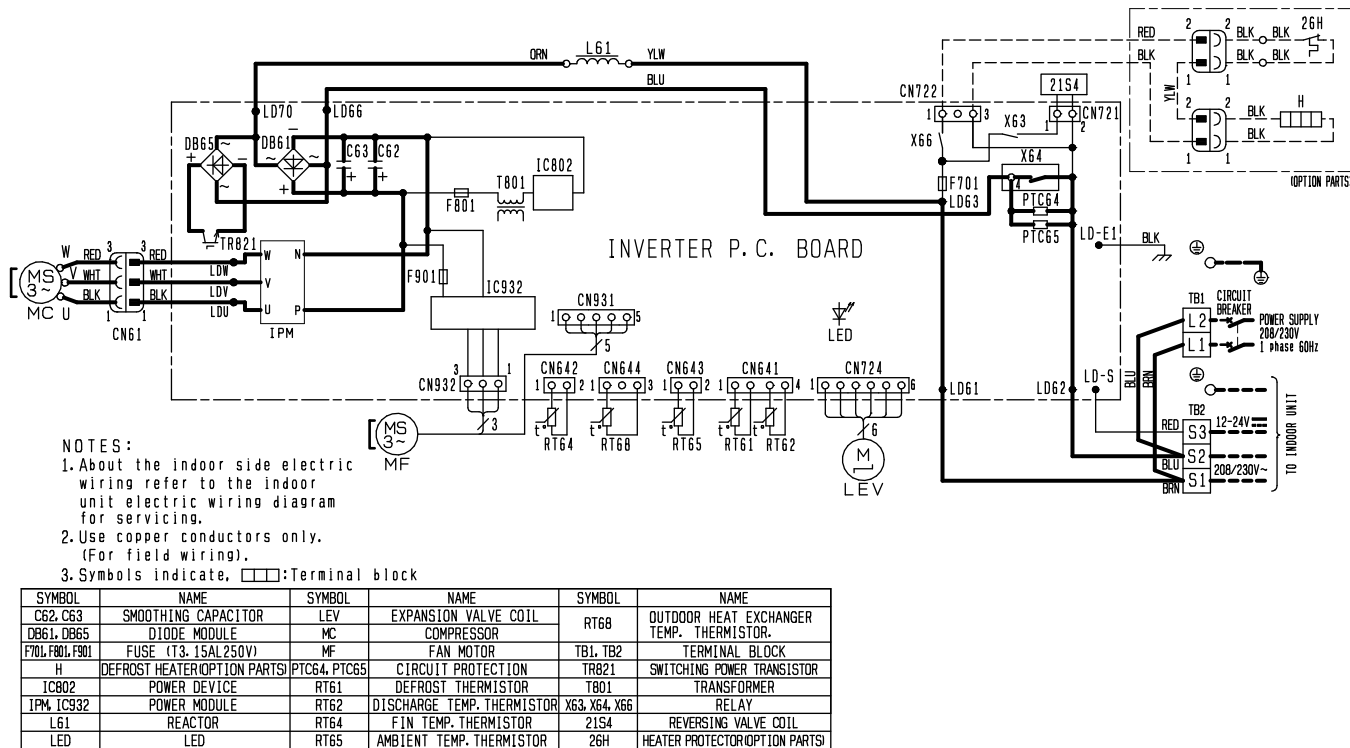 ORN L61 YLW
BLU
RED
BLK
2 2 BLK BLK 26H
BLK BLK
1 1
YLW
2 2 BLK H
BLK
1 1
(OPTION PARTS)
CN722
1 3
21S4
CN721
1 2
X63
X66
X64
F701
4
LD63
PTC64
PTC65
LD70 LD66
DB65 + − ~ ~
DB61 − + ~ ~
C63 C62
+ +
IC802
T801
F801
TR821
INVERTER P. C. BOARD
LD-E1 BLK
W RED 3 3 RED LDW W N
V WHT WHT LDV V
U BLK 1 1 BLK LDU U P
MS
3~
MC
CN61
IPM
F901
IC932
CN931
1 5
5
LED
CN932
3 1
3
CN642
1 2
t° RT64
CN644
1 3
t° RT68
CN643
1 2
t° RT65
CN641
1 4
t° RT61 t° RT62
CN724
1 6
6
M
LEV
MS
3~
MF
LD61 LD62 LD-S
TB1
L2
L1
CIRCUIT
BREAKER
POWER SUPPLY
208/230V
1 phase 60Hz
BLU BRN
TB2
RED S3 12-24V
BLU S2
BRN S1 208/230V~
TO INDOOR UNIT
NOTES:
1. About the indoor side electric
wiring refer to the indoor
unit electric wiring diagram
for servicing.
2. Use copper conductors only.
(For field wiring).
3. Symbols indicate, :Terminal block
SYMBOL NAME SYMBOL NAME SYMBOL NAME
C62, C63 SMOOTHING CAPACITOR LEV EXPANSION VALVE COIL RT68 OUTDOOR HEAT EXCHANGER
TEMP. THERMISTOR.
DB61, DB65 DIODE MODULE MC COMPRESSOR
F701, F801, F901 FUSE (T3. 15AL250V) MF FAN MOTOR TB1, TB2 TERMINAL BLOCK
H DEFROST HEATER(OPTION PARTS) PTC64, PTC65 CIRCUIT PROTECTION TR821 SWITCHING POWER TRANSISTOR
IC802 POWER DEVICE RT61 DEFROST THERMISTOR T801 TRANSFORMER
IPM, IC932 POWER MODULE RT62 DISCHARGE TEMP. THERMISTOR X63, X64, X66 RELAY
L61 REACTOR RT64 FIN TEMP. THERMISTOR 21S4 REVERSING VALVE COIL
LED LED RT65 AMBIENT TEMP. THERMISTOR 26H HEATER PROTECTOR(OPTION PARTS)